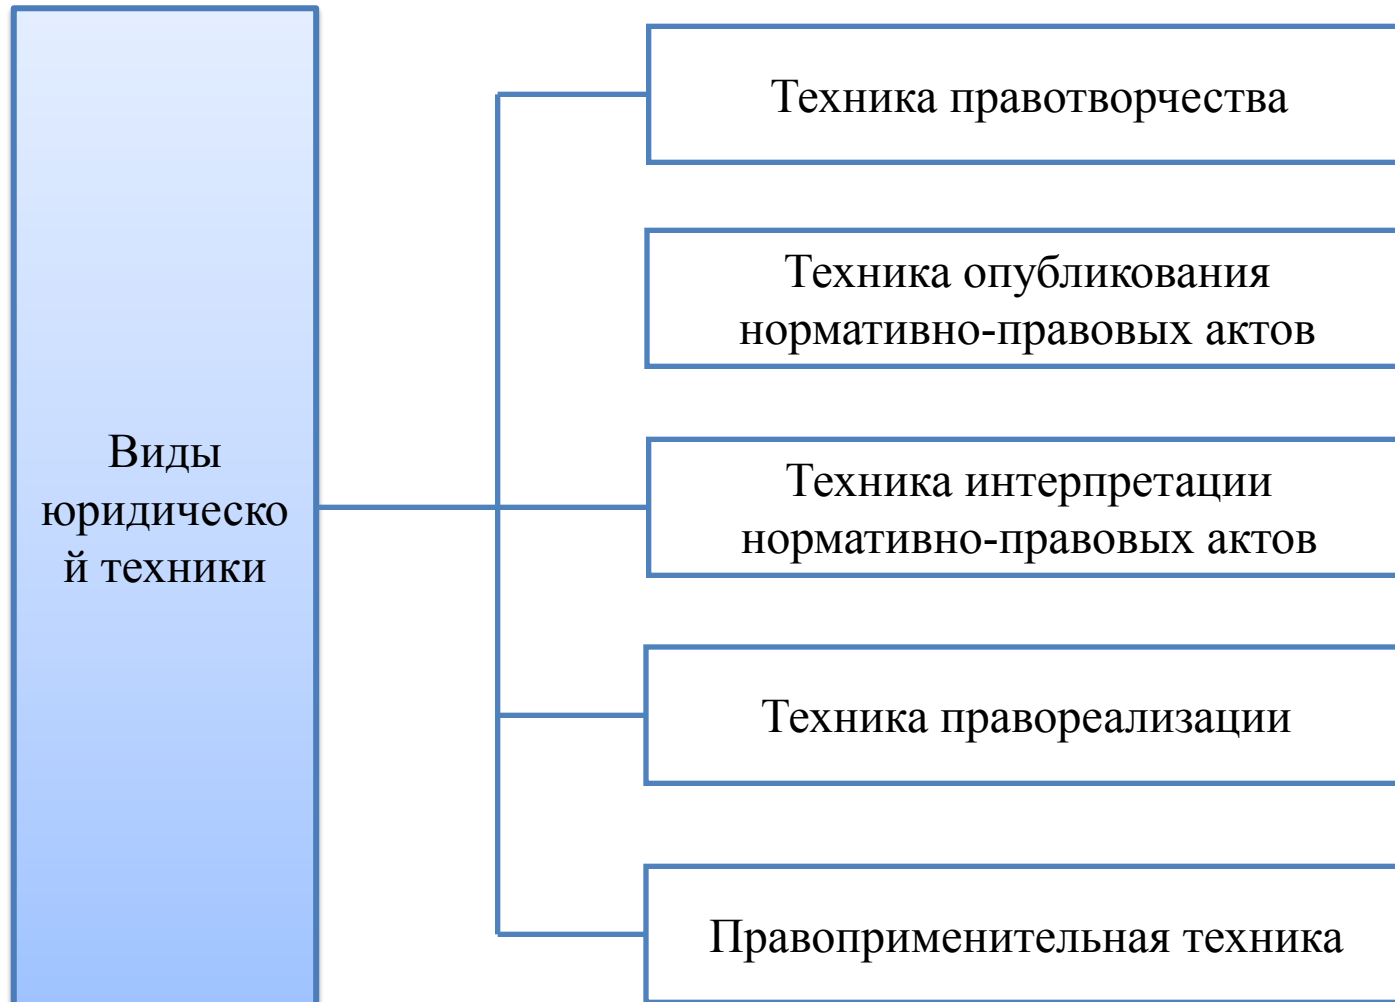 Виды
юридическо
й техники
Техника правотворчества
Техника опубликования
нормативно-правовых актов
Техника интерпретации
нормативно-правовых актов
Техника правореализации
Правоприменительная техника